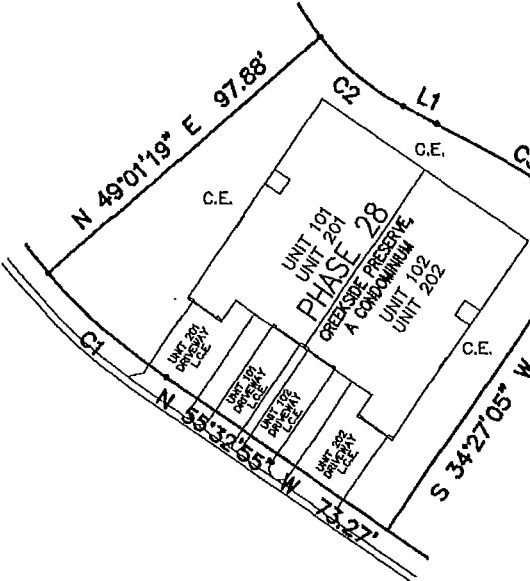 C2
L1
N 49°01'19" E 97.88'
C.E.
C.E.
UNIT 101
UNIT 201
PHASE 28
CREEKSIDE PRESERVE,
A CONDOMINIUM
UNIT 102
UNIT 202
C.E.
C1
UNIT 201
DRIVEWAY
L.C.E.
UNIT 101
DRIVEWAY
L.C.E.
UNIT 102
DRIVEWAY
L.C.E.
UNIT 202
DRIVEWAY
L.C.E.
N 55°32'55" W 73.27'
S 34°27'05" W